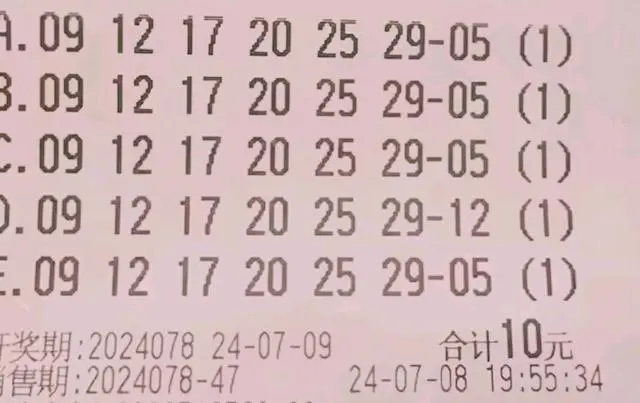 A.09 12 17 20 25 29-05 (1)
B.09 12 17 20 25 29-05 (1)
C.09 12 17 20 25 29-05 (1)
D.09 12 17 20 25 29-12 (1)
E.09 12 17 20 25 29-05 (1)
开奖期:2024078 24-07-09 合计10元
销售期:2024078-47 24-07-08 19:55:34